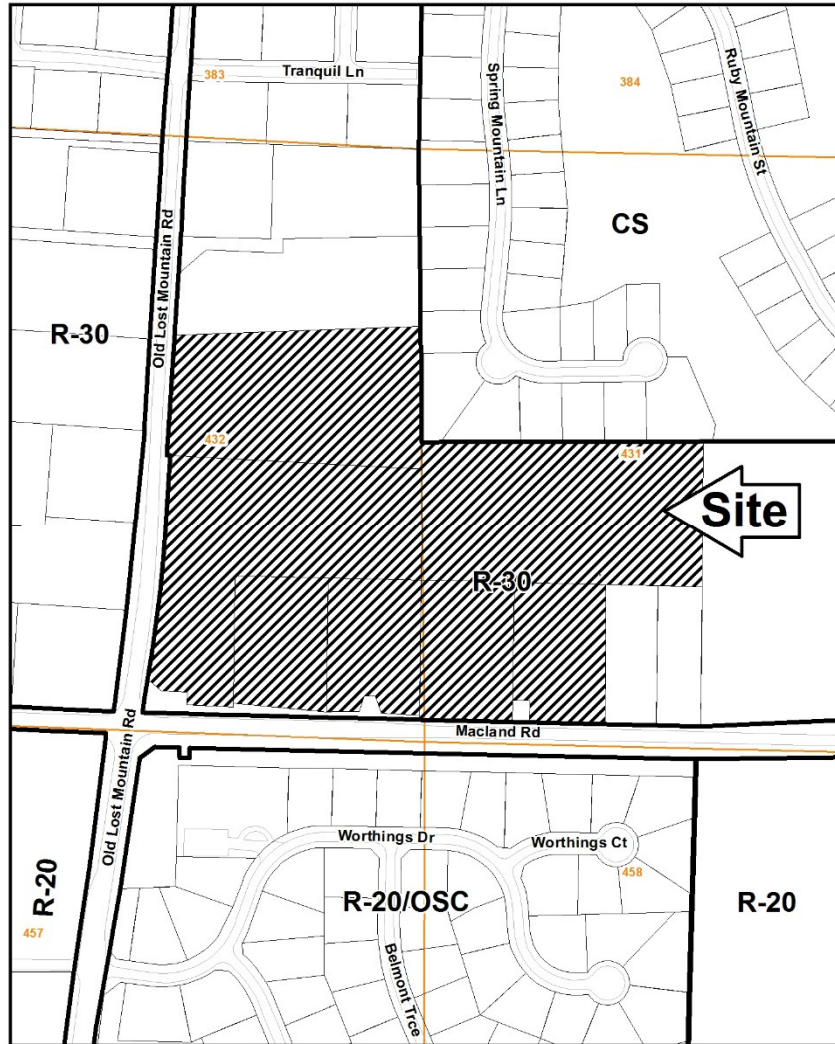 383
Tranquil Ln
Spring Mountain Ln
384
Ruby Mountain St
CS
Old Lost Mountain Rd
R-30
432
431
Site
R-30
Macland Rd
Old Lost Mountain Rd
Worthings Dr
Worthings Ct
458
R-20
R-20/OSC
R-20
457
Belmont Trce